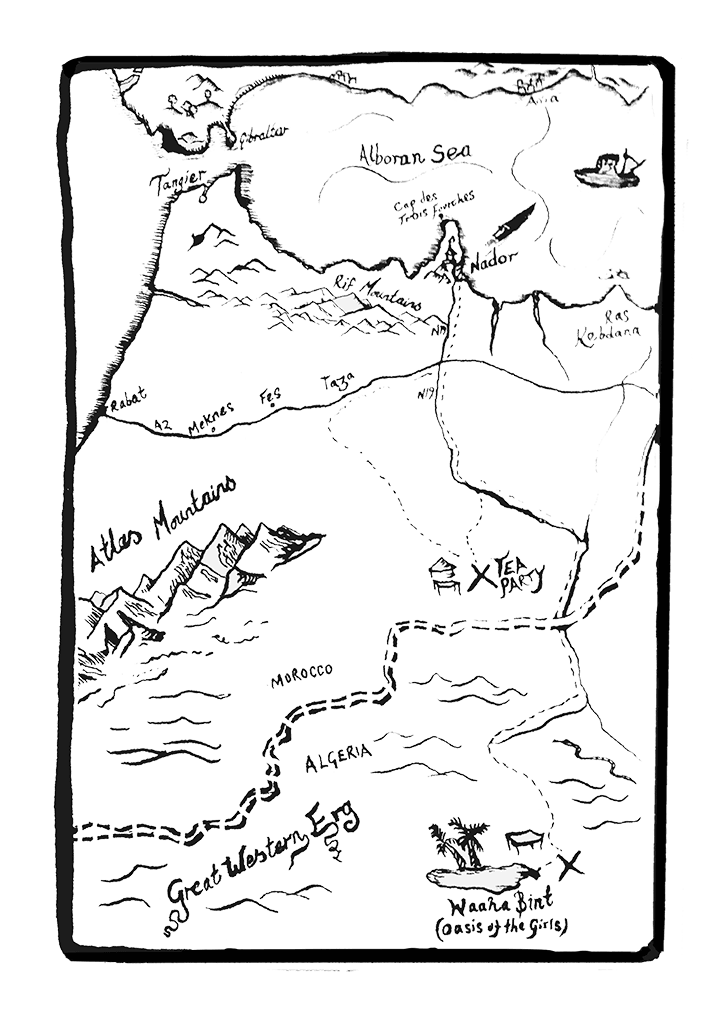 Adra
Gibraltar
Alboran Sea
Tangier
Cap des
Trois Fourches
Nador
Rif Mountains
Ras
Kebdana
N19
Taza
N19
Fes
Rabat
A2
Meknes
Atlas Mountains
TEA
PARTY
MOROCCO
ALGERIA
Great Western Erg
Waaha Bint
(Oasis of the Girls)